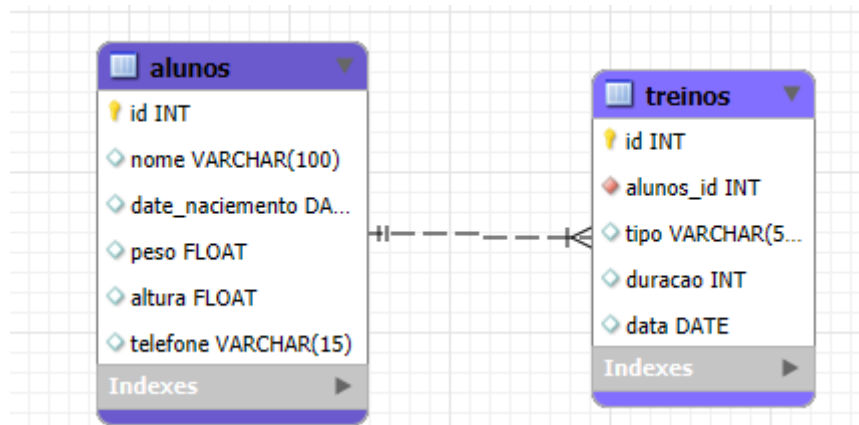 alunos
id INT
nome VARCHAR(100)
date_naciemento DA...
peso FLOAT
altura FLOAT
telefone VARCHAR(15)
Indexes
treinos
id INT
alunos_id INT
tipo VARCHAR(5...
duracao INT
data DATE
Indexes